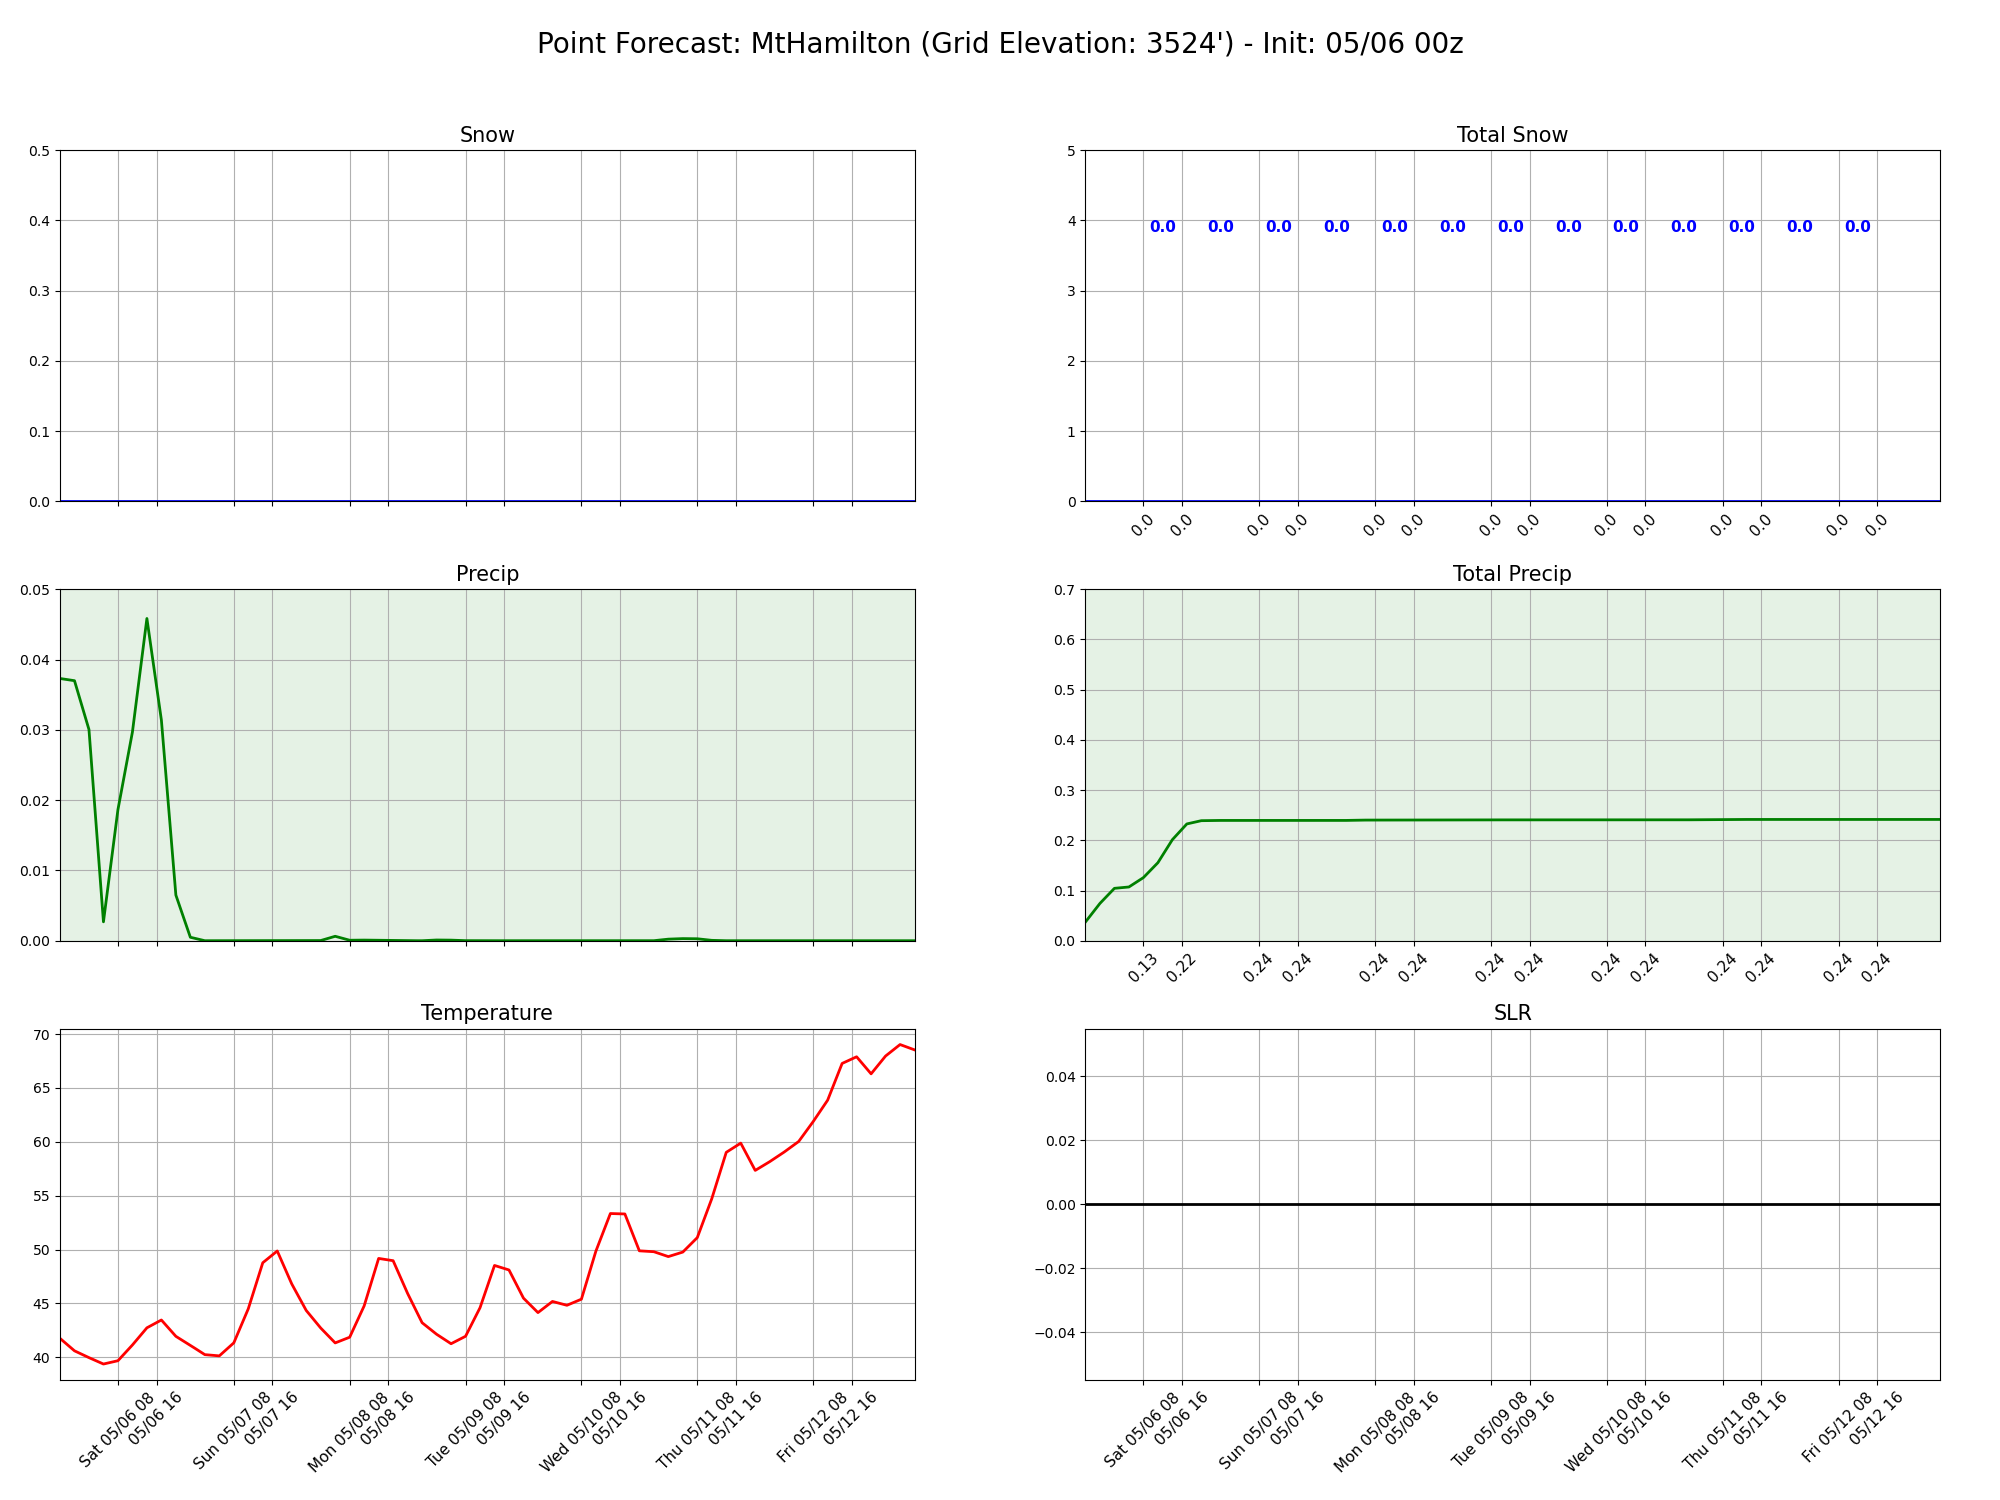 Point Forecast: MtHamilton (Grid Elevation: 3524') - Init: 05/06 00z
Snow
0.5
0.4
0.3
0.2
0.1
0.0
Total Snow
5
4
3
2
1
0
0.0 0.0 0.0 0.0 0.0 0.0 0.0 0.0 0.0 0.0 0.0 0.0 0.0
0.0 0.0 0.0 0.0 0.0 0.0 0.0 0.0 0.0 0.0 0.0 0.0 0.0 0.0
Precip
0.05
0.04
0.03
0.02
0.01
0.00
Total Precip
0.7
0.6
0.5
0.4
0.3
0.2
0.1
0.0
0.13 0.22 0.24 0.24 0.24 0.24 0.24 0.24 0.24 0.24 0.24 0.24 0.24 0.24
Temperature
70
65
60
55
50
45
40
Sat 05/06 08
05/06 16
Sun 05/07 08
05/07 16
Mon 05/08 08
05/08 16
Tue 05/09 08
05/09 16
Wed 05/10 08
05/10 16
Thu 05/11 08
05/11 16
Fri 05/12 08
05/12 16
SLR
0.04
0.02
0.00
−0.02
−0.04
Sat 05/06 08
05/06 16
Sun 05/07 08
05/07 16
Mon 05/08 08
05/08 16
Tue 05/09 08
05/09 16
Wed 05/10 08
05/10 16
Thu 05/11 08
05/11 16
Fri 05/12 08
05/12 16